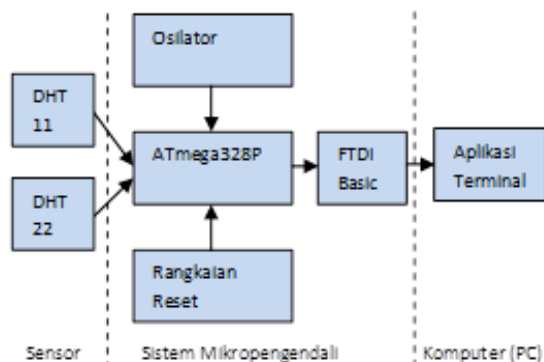 Osilator
DHT
11
ATmega328P
FTDI
Basic
Aplikasi
Terminal
DHT
22
Rangkaian
Reset
Sensor
Sistem Mikropengendali
Komputer (PC)